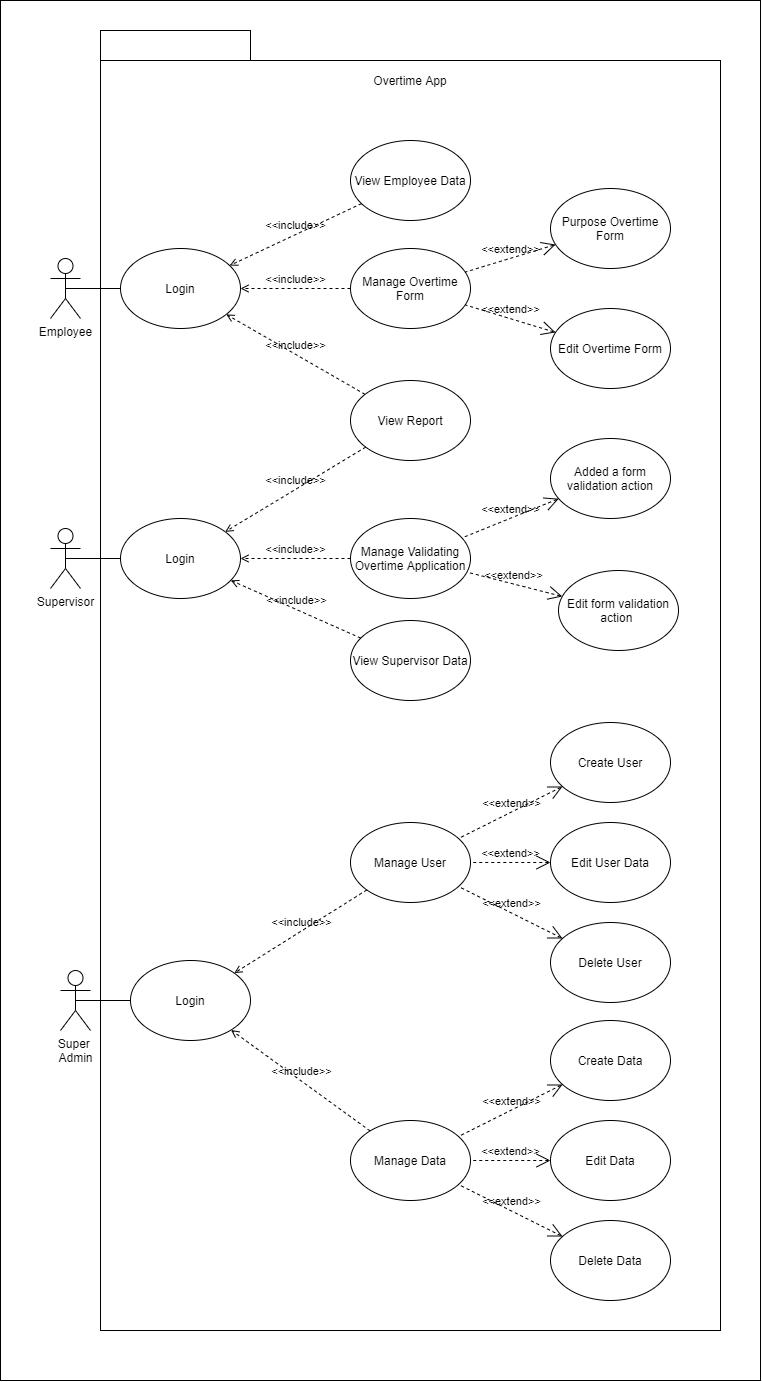 Overtime App
View Employee Data
<<include>>
Purpose Overtime
Form
<<extend>>
Login
<<include>>
Manage Overtime
Form
<<extend>>
Employee
<<include>>
Edit Overtime Form
View Report
<<include>>
Added a form
validation action
<<extend>>
Login
<<include>>
Manage Validating
Overtime Application
<<extend>>
Supervisor
<<include>>
Edit form validation
action
View Supervisor Data
Create User
<<extend>>
Manage User
<<extend>>
Edit User Data
<<extend>>
<<include>>
Delete User
Login
Super
Admin
<<include>>
Create Data
<<extend>>
Manage Data
<<extend>>
Edit Data
<<extend>>
Delete Data